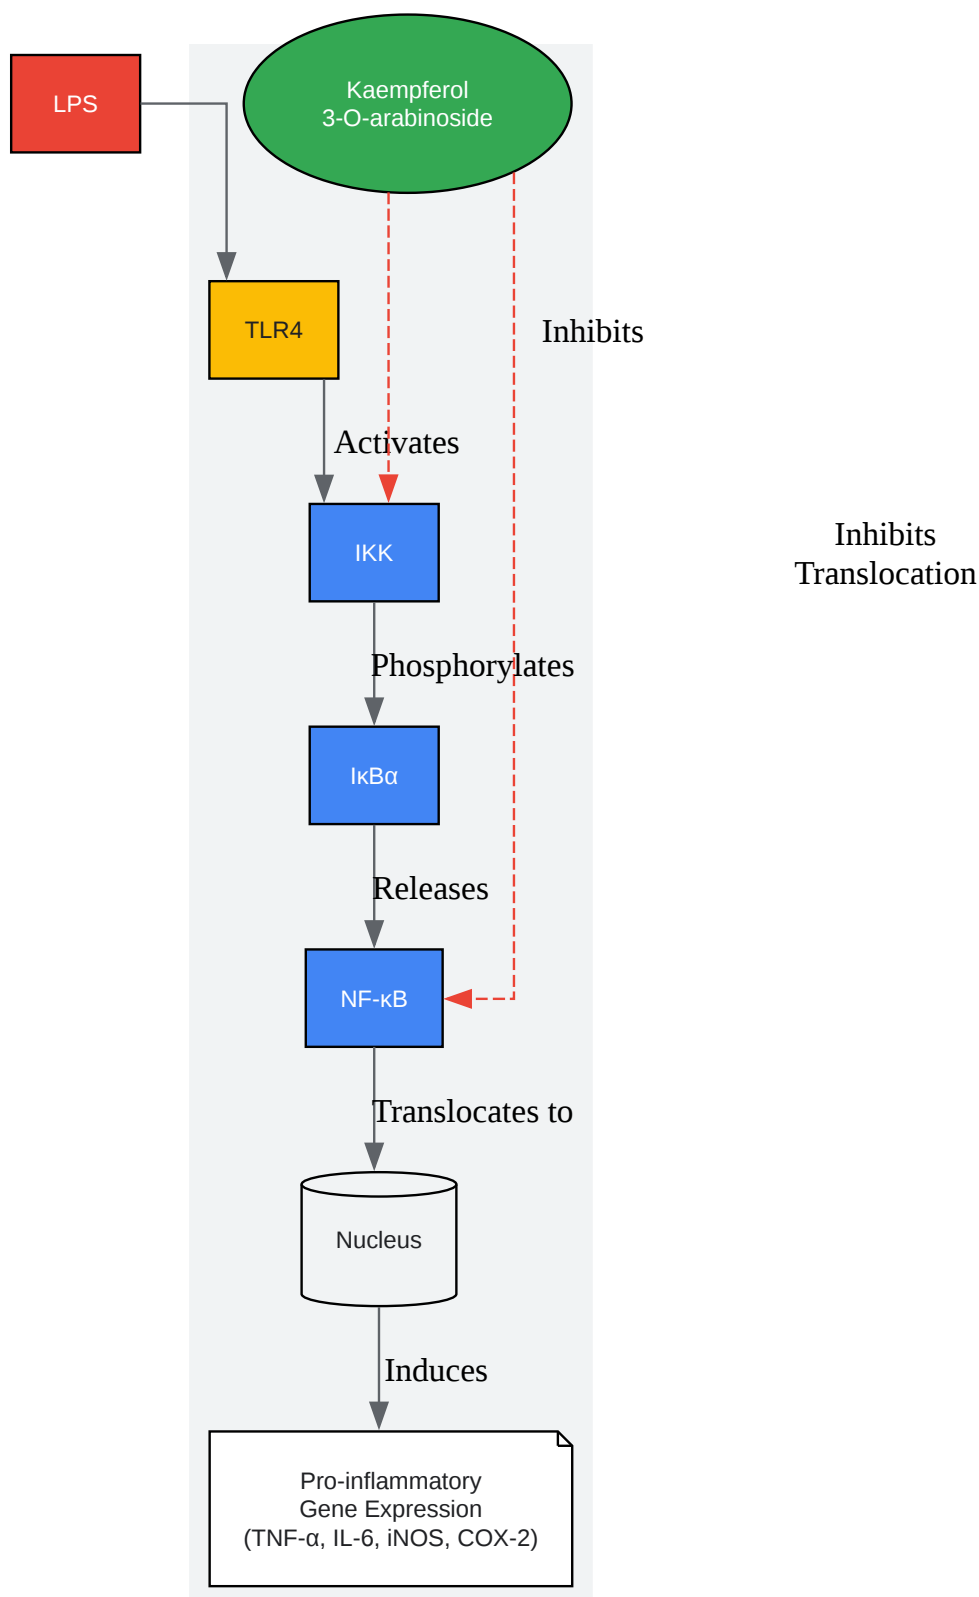 Kaempferol
3-O-arabinoside
LPS
TLR4
Inhibits
Activates
Inhibits
Translocation
IKK
Phosphorylates
IκBα
Releases
NF-κB
Translocates to
Nucleus
Induces
Pro-inflammatory
Gene Expression
(TNF-α, IL-6, iNOS, COX-2)